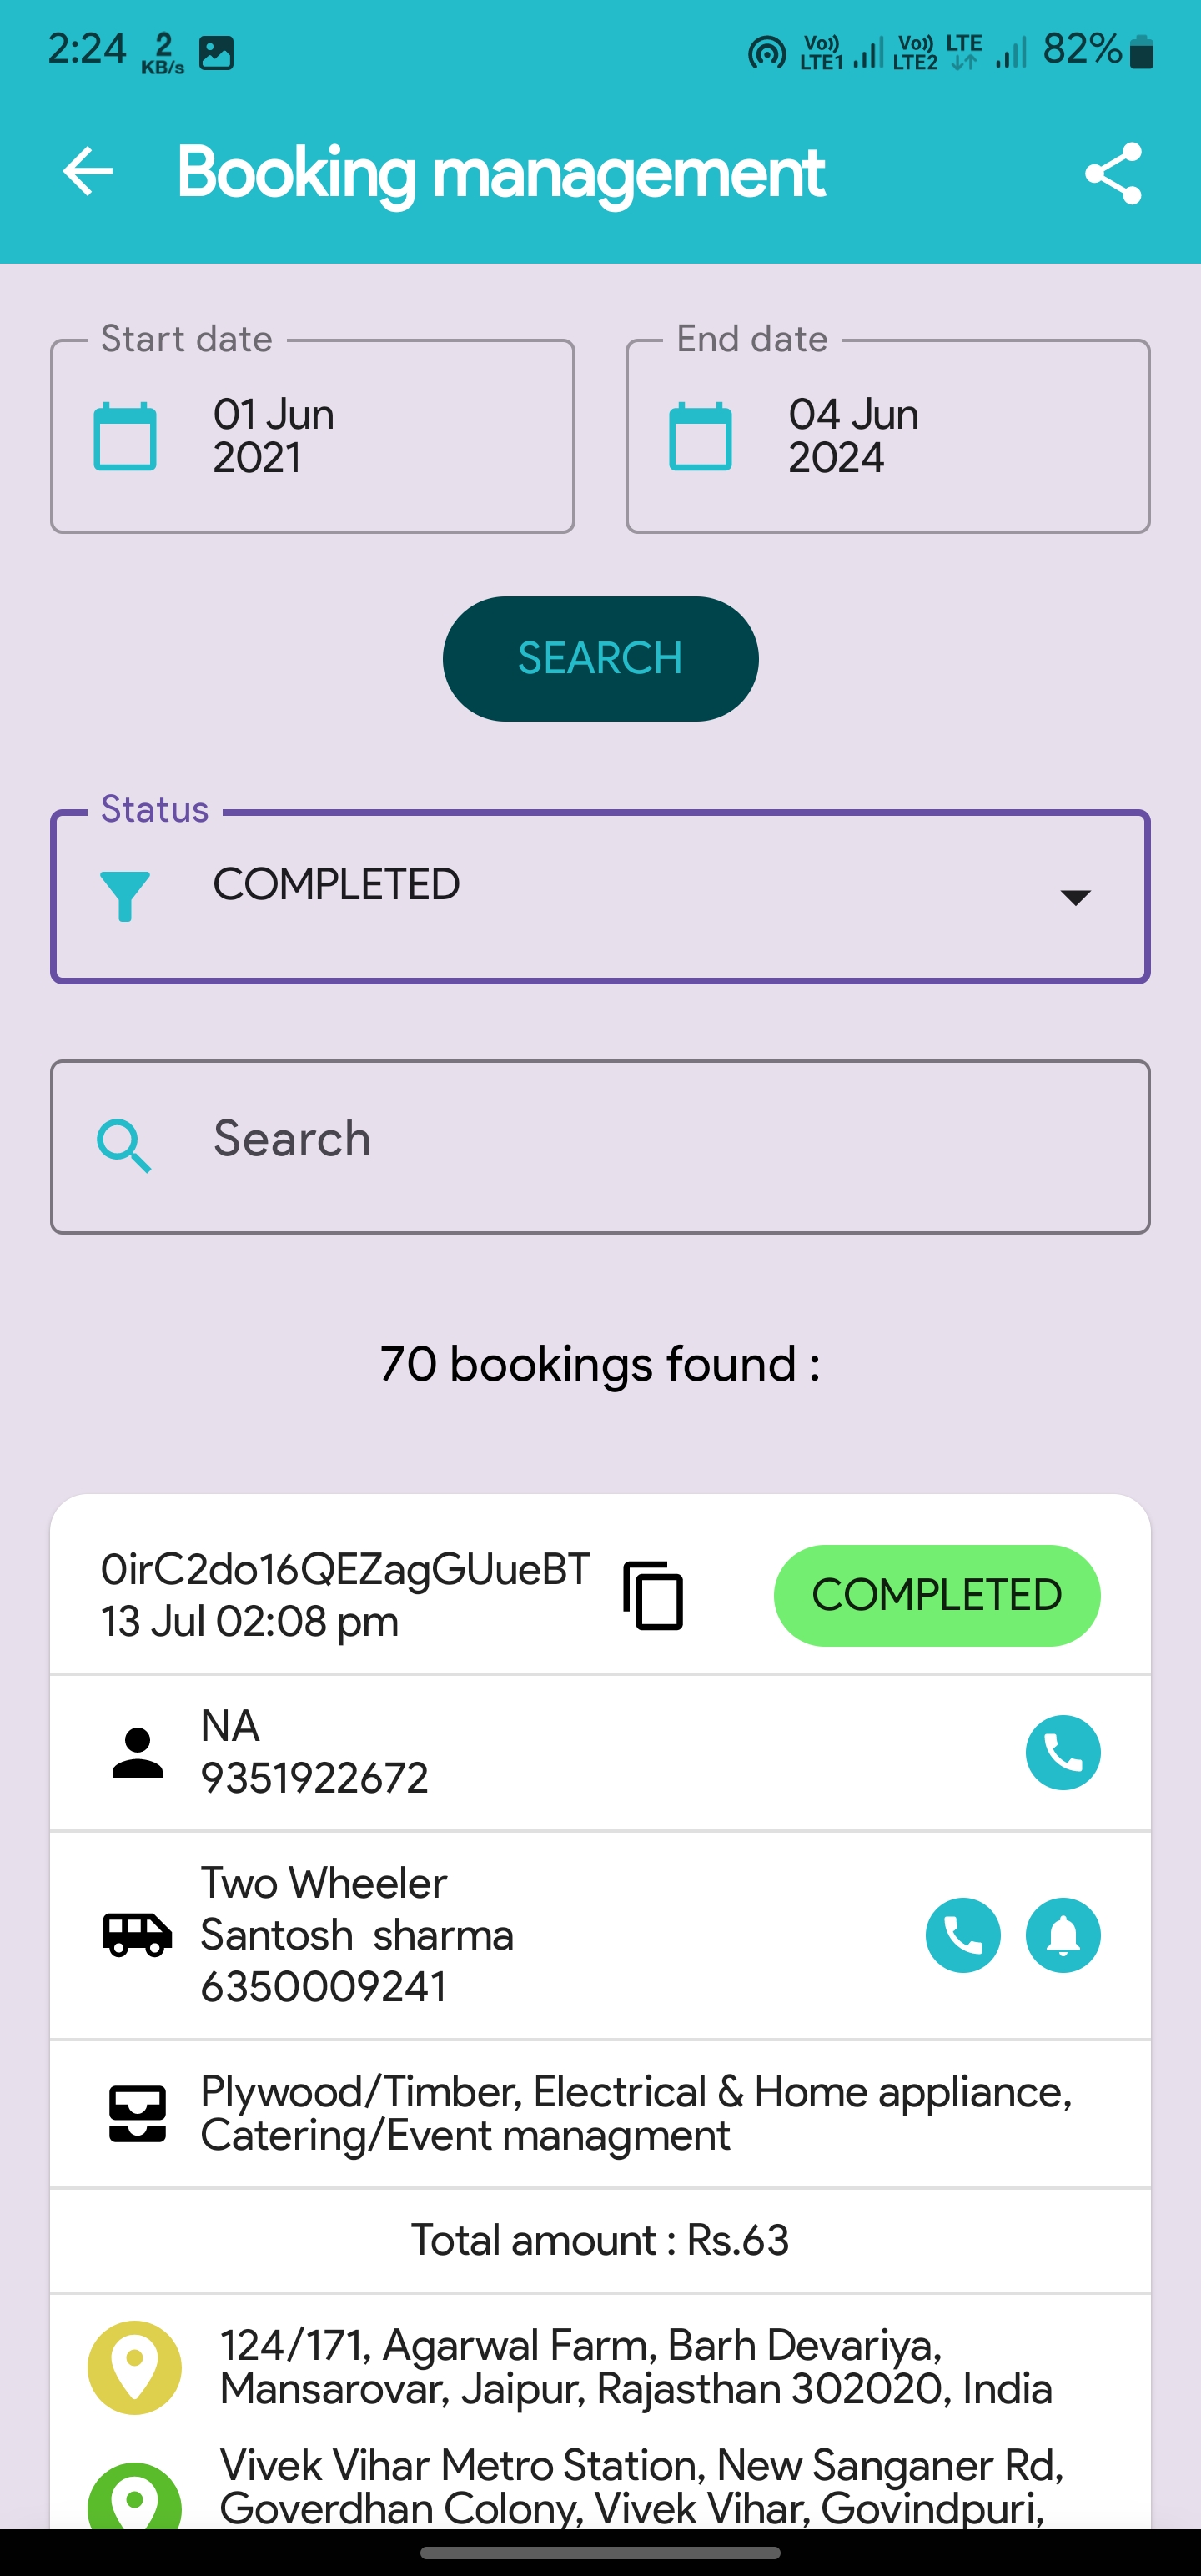 2:24 2 KB/s Vo)) LTE1 Vo)) LTE2 LTE 82%
Booking management
Start date
01 Jun
2021
End date
04 Jun
2024
SEARCH
Status
COMPLETED
Search
70 bookings found :
0irC2do16QEZagGUueBT
13 Jul 02:08 pm
COMPLETED
NA
9351922672
Two Wheeler
Santosh  sharma
6350009241
Plywood/Timber, Electrical & Home appliance,
Catering/Event managment
Total amount : Rs.63
124/171, Agarwal Farm, Barh Devariya,
Mansarovar, Jaipur, Rajasthan 302020, India
Vivek Vihar Metro Station, New Sanganer Rd,
Goverdhan Colony, Vivek Vihar, Govindpuri,